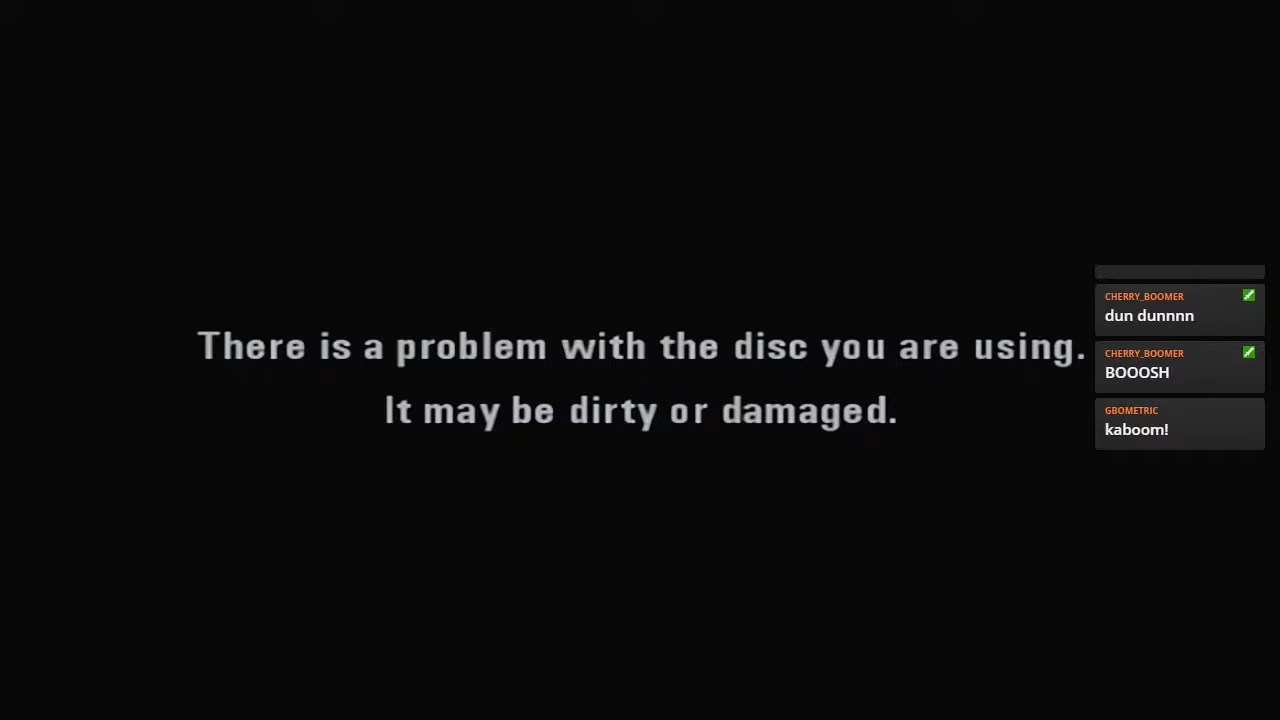 There is a problem with the disc you are using.
It may be dirty or damaged.
CHERRY_BOOMER
dun dunnnn
CHERRY_BOOMER
BOOOSH
GBOMETRIC
kaboom!